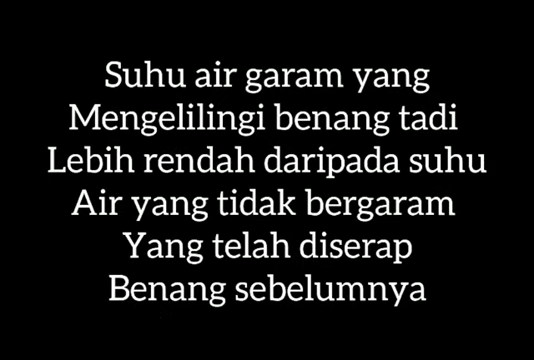 Suhu air garam yang
Mengelilingi benang tadi
Lebih rendah daripada suhu
Air yang tidak bergaram
Yang telah diserap
Benang sebelumnya